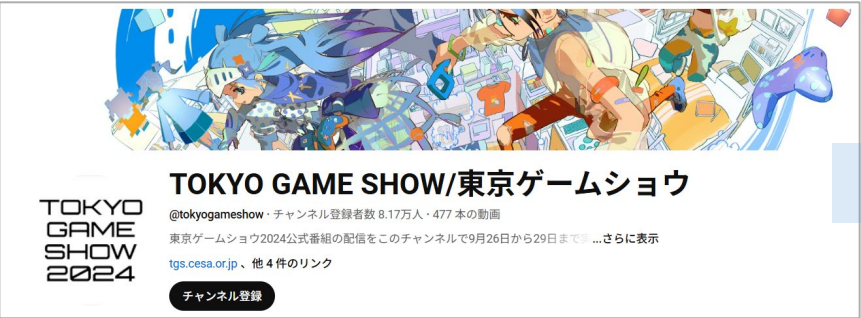 TOKYO GAME SHOW/東京ゲームショウ
TOKYO
GAME
SHOW
2024
@tokyogameshow · チャンネル登録者数 8.17万人 · 477 本の動画
東京ゲームショウ2024公式番組の配信をこのチャンネルで9月26日から29日まで ...さらに表示
tgs.cesa.or.jp 、他 4 件のリンク
チャンネル登録